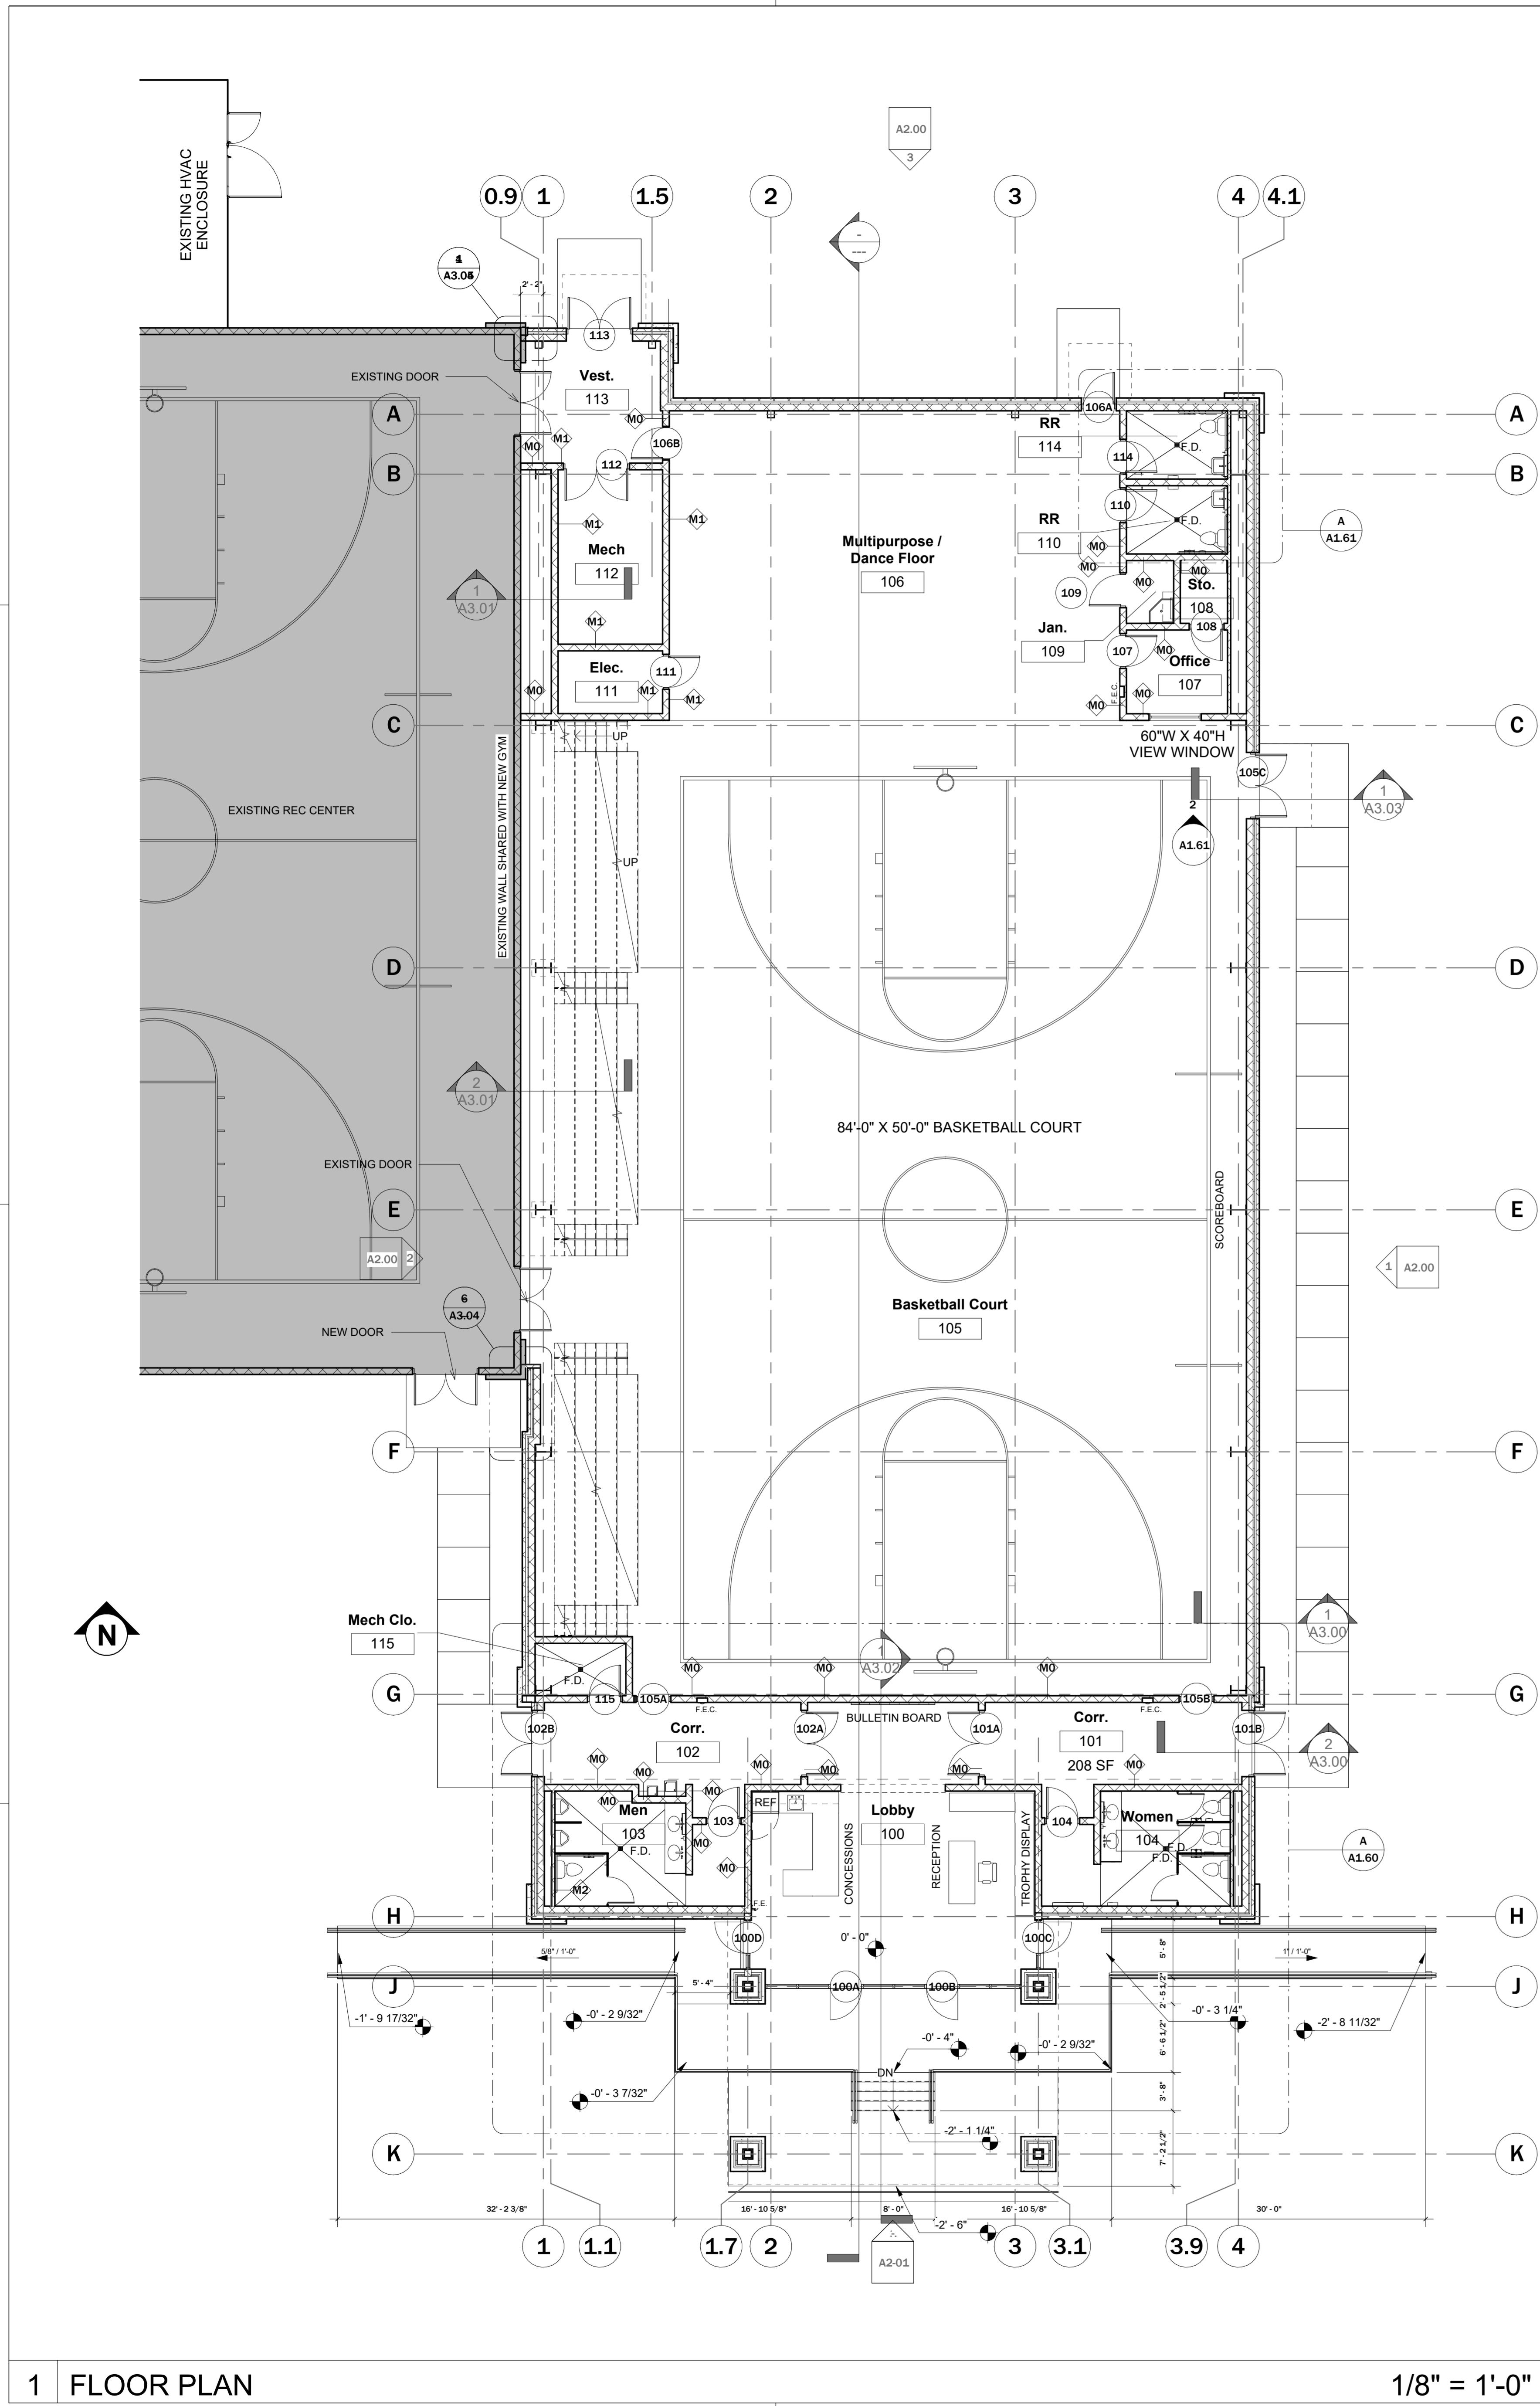 A2.00
3
EXISTING HVAC
ENCLOSURE
0.9
1
1.5
2
3
4
4.1
-
---
A3.05
2' - 2"
113
EXISTING DOOR
Vest.
113
A
A
M0
106A
RR
114
F.D.
M0
M1
106B
114
112
B
B
110
M1
M1
RR
110
F.D.
A
A1.61
Multipurpose /
Dance Floor
106
M0
Mech
112
M0
M0
M0
Sto.
108
1
A3.01
109
M1
Jan.
109
108
107
M0
Office
107
Elec.
111
111
M0
M1
M1
M0
M0
F.E.C.
C
C
UP
60"W X 40"H
VIEW WINDOW
EXISTING WALL SHARED WITH NEW GYM
105C
1
A3.03
2
A1.61
EXISTING REC CENTER
UP
D
D
2
A3.01
84'-0" X 50'-0" BASKETBALL COURT
EXISTING DOOR
SCOREBOARD
E
E
A2.00
2
1
A2.00
6
A3.04
Basketball Court
105
NEW DOOR
F
F
N
Mech Clo.
115
1
A3.00
F.D.
M0
M0
1
A3.02
M0
G
G
115
105A
F.E.C.
F.E.C.
105B
BULLETIN BOARD
102B
Corr.
102
102A
101A
Corr.
101
208 SF
101B
2
A3.00
M0
M0
M0
M0
M0
M0
M0
REF
Men
103
F.D.
103
M0
M0
M2
CONCESSIONS
Lobby
100
RECEPTION
TROPHY DISPLAY
104
Women
104
F.D.
F.D.
A
A1.60
F.E.
H
H
100D
0' - 0"
100C
5/8" / 1'-0"
1" / 1'-0"
5' - 8"
J
J
5' - 4"
100A
100B
2' - 5 1/2"
-1' - 9 17/32"
-0' - 2 9/32"
-0' - 3 1/4"
-2' - 8 11/32"
-0' - 4"
-0' - 2 9/32"
6' - 6 1/2"
DN
-0' - 3 7/32"
3' - 8"
-2' - 1 1/4"
K
K
7' - 2 1/2"
32' - 2 3/8"
16' - 10 5/8"
8' - 0"
16' - 10 5/8"
30' - 0"
-2' - 6"
1
1.1
1.7
2
3
3.1
3.9
4
A2-01
1
FLOOR PLAN
1/8" = 1'-0"